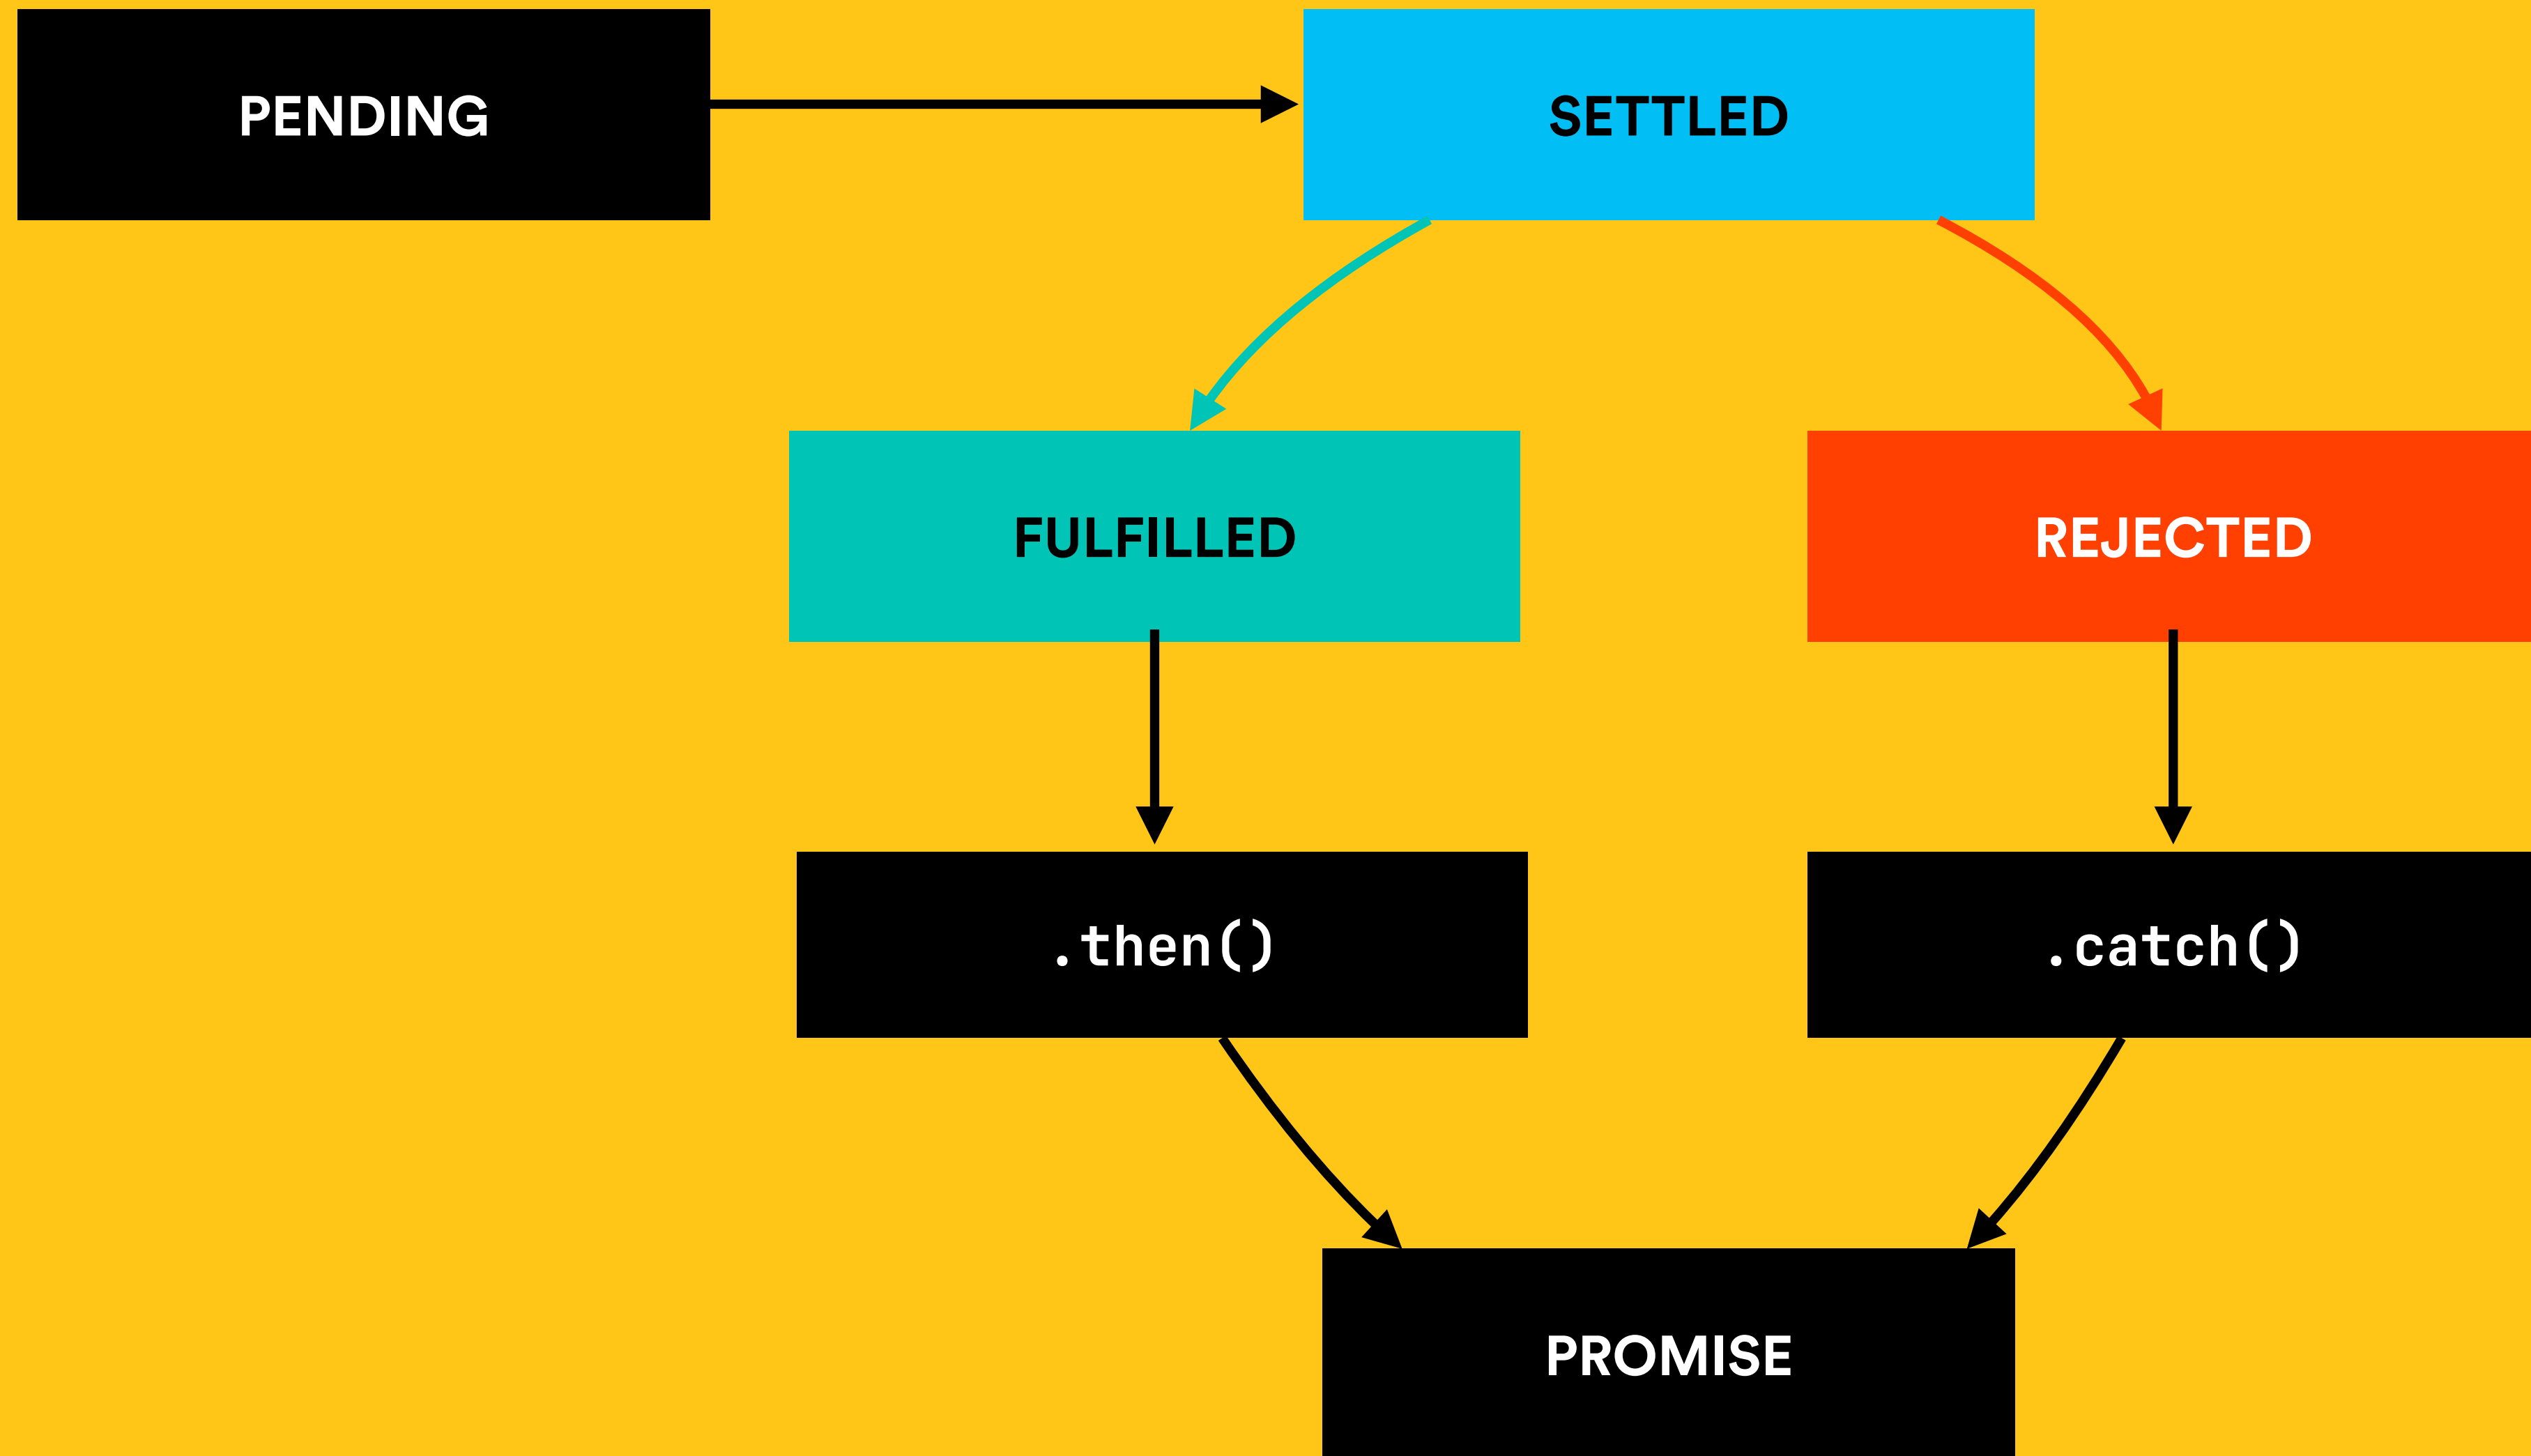 PENDING
SETTLED
FULFILLED
REJECTED
.then()
.catch()
PROMISE